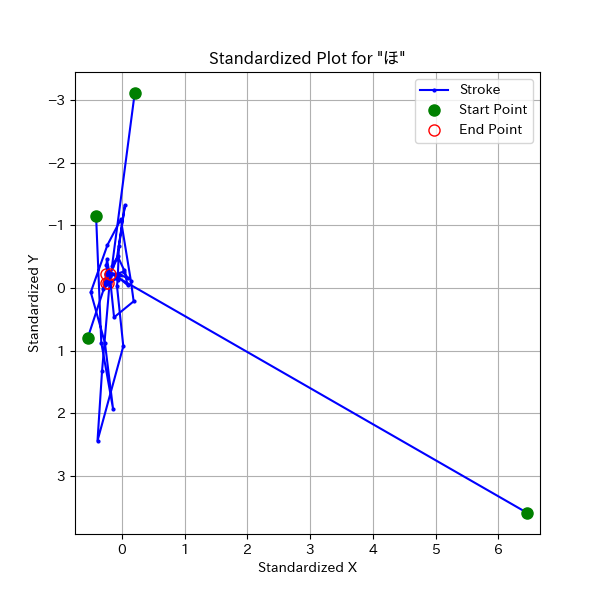 Standardized Plot for "ほ"
Stroke
Start Point
End Point
−3
−2
−1
0
1
2
3
Standardized Y
0 1 2 3 4 5 6
Standardized X